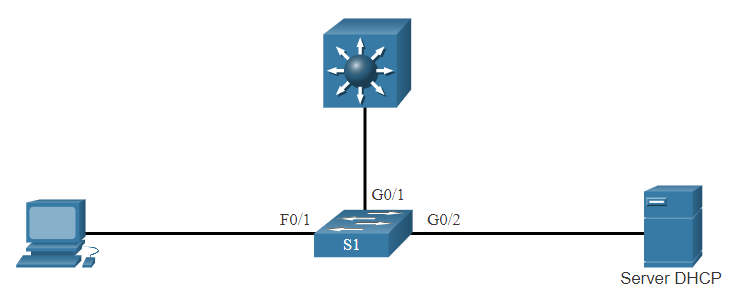 G0/1
F0/1
G0/2
S1
Server DHCP